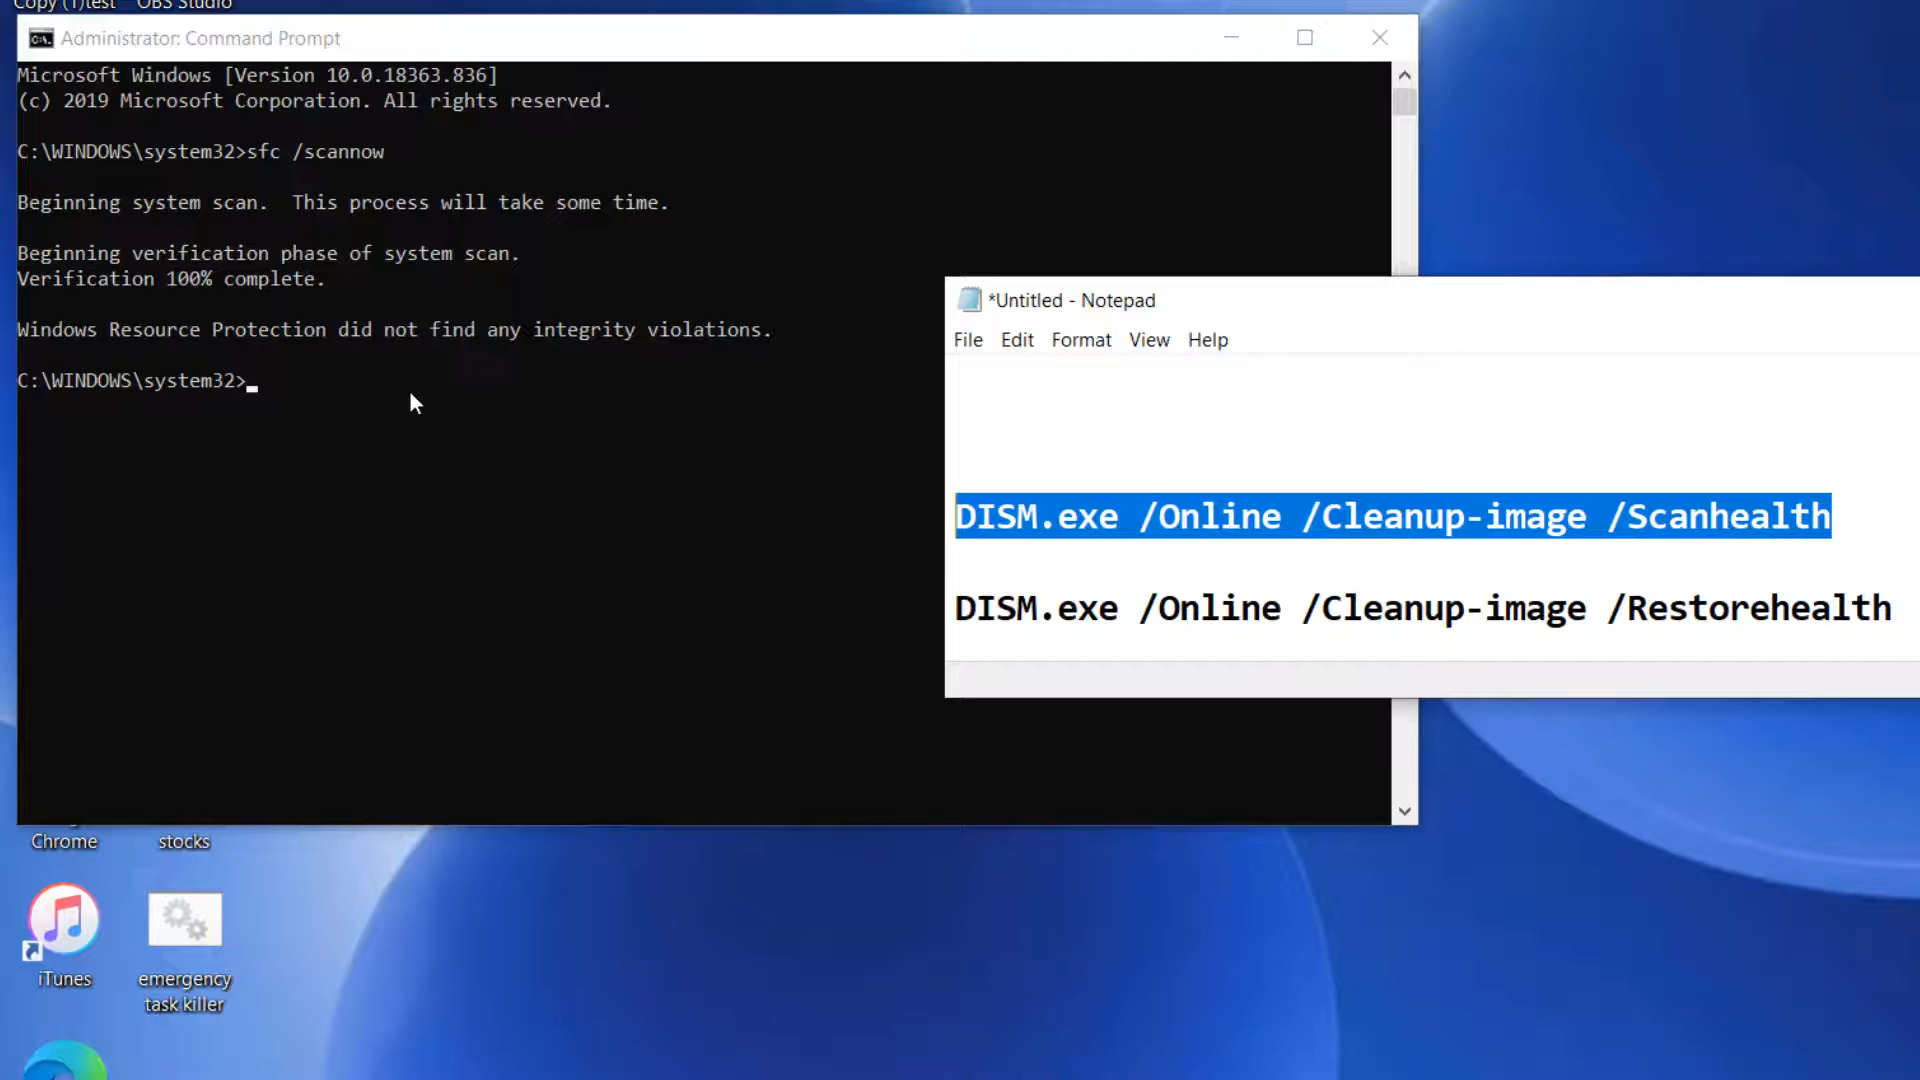 Copy (1)test - OBS Studio
Administrator: Command Prompt
Microsoft Windows [Version 10.0.18363.836]
(c) 2019 Microsoft Corporation. All rights reserved.
C:\WINDOWS\system32>sfc /scannow
Beginning system scan.  This process will take some time.
Beginning verification phase of system scan.
Verification 100% complete.
Windows Resource Protection did not find any integrity violations.
C:\WINDOWS\system32>
*Untitled - Notepad
File Edit Format View Help
DISM.exe /Online /Cleanup-image /Scanhealth
DISM.exe /Online /Cleanup-image /Restorehealth
Chrome
stocks
iTunes
emergency
task killer